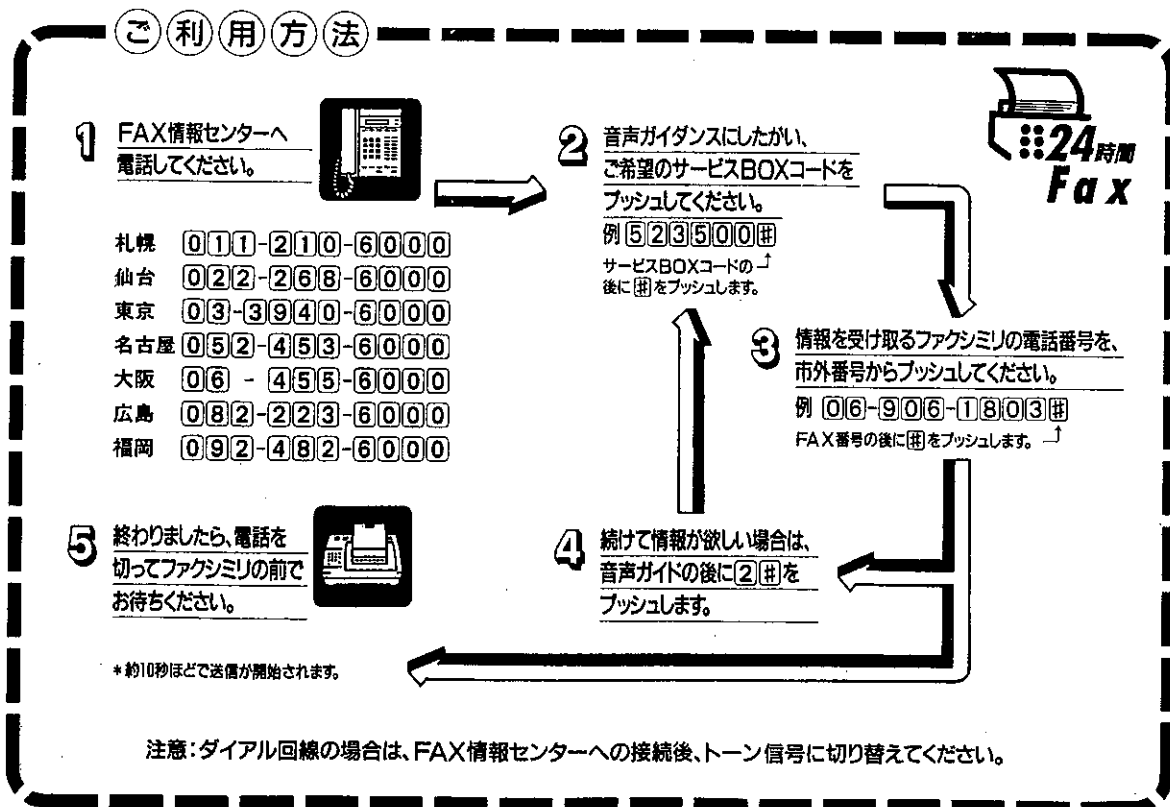 ご利用方法
1 FAX情報センターへ
電話してください。
札幌 011-210-6000
仙台 022-268-6000
東京 03-3940-6000
名古屋 052-453-6000
大阪 06 - 455-6000
広島 082-223-6000
福岡 092-482-6000
2 音声ガイダンスにしたがい、
ご希望のサービスBOXコードを
プッシュしてください。
例 523500#
サービスBOXコードの
後に#をプッシュします。
24時間
Fax
3 情報を受け取るファクシミリの電話番号を、
市外番号からプッシュしてください。
例 06-906-1803#
FAX番号の後に#をプッシュします。
4 続けて情報が欲しい場合は、
音声ガイドの後に2#を
プッシュします。
5 終わりましたら、電話を
切ってファクシミリの前で
お待ちください。
*約10秒ほどで送信が開始されます。
注意:ダイアル回線の場合は、FAX情報センターへの接続後、トーン信号に切り替えてください。